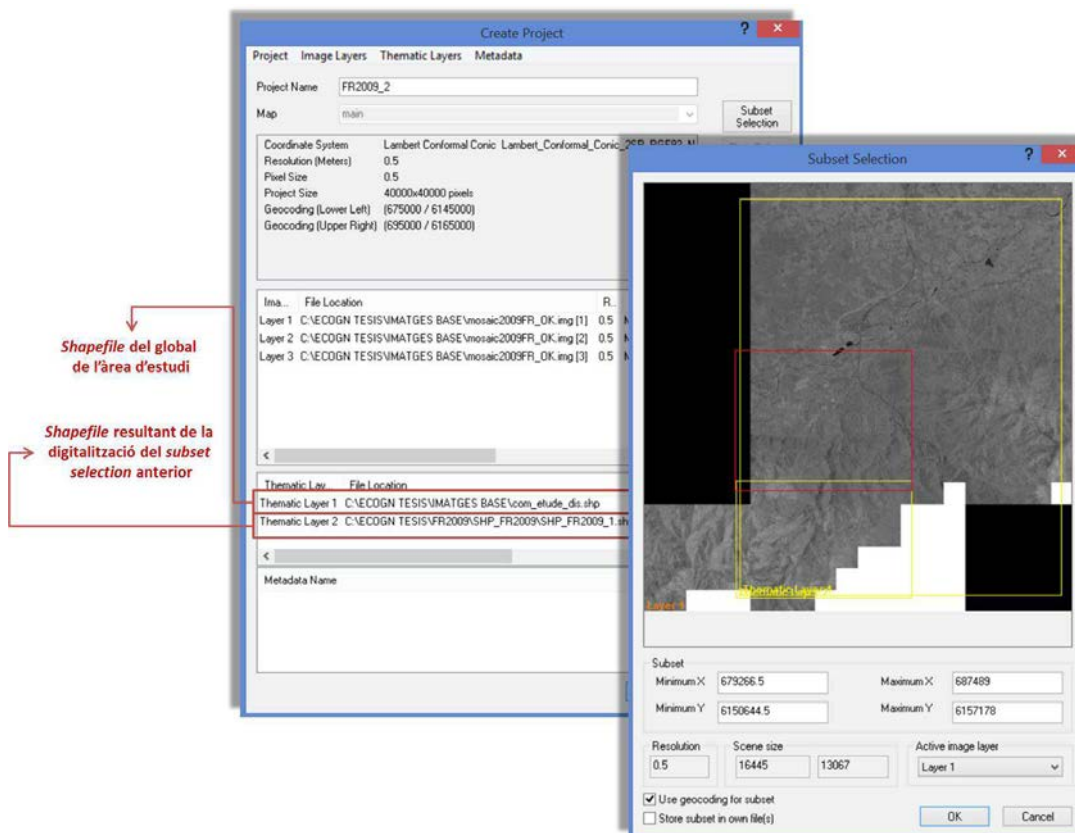 Create Project
?
Project Image Layers Thematic Layers Metadata
Project Name FR2009_2
Map main
Subset
Selection
Coordinate System Lambert Conformal Conic Lambert_Conformal_Conic_2SP_RGF93_M
Resolution (Meters) 0.5
Pixel Size 0.5
Project Size 40000x40000 pixels
Geocoding (Lower Left) (675000 / 6145000)
Geocoding (Upper Right) (695000 / 6165000)
Ima... File Location R..
Layer 1 C:\ECOGN TESIS\IMATGES BASE\mosaic2009FR_OK.img [1] 0.5
Layer 2 C:\ECOGN TESIS\IMATGES BASE\mosaic2009FR_OK.img [2] 0.5
Layer 3 C:\ECOGN TESIS\IMATGES BASE\mosaic2009FR_OK.img [3] 0.5
Thematic Lay... File Location
Thematic Layer 1 C:\ECOGN TESIS\IMATGES BASE\com_etude_dis.shp
Thematic Layer 2 C:\ECOGN TESIS\FR2009\SHP_FR2009\SHP_FR2009_1.sh
Metadata Name
Shapefile del global
de l'àrea d'estudi
Shapefile resultant de la
digitalització del subset
selection anterior
Subset Selection
?
Layer 1
Subset
Minimum X 679266.5 Maximum X 687489
Minimum Y 6150644.5 Maximum Y 6157178
Resolution Scene size Active image layer
0.5 16445 13067 Layer 1
Use geocoding for subset
Store subset in own file(s)
OK Cancel